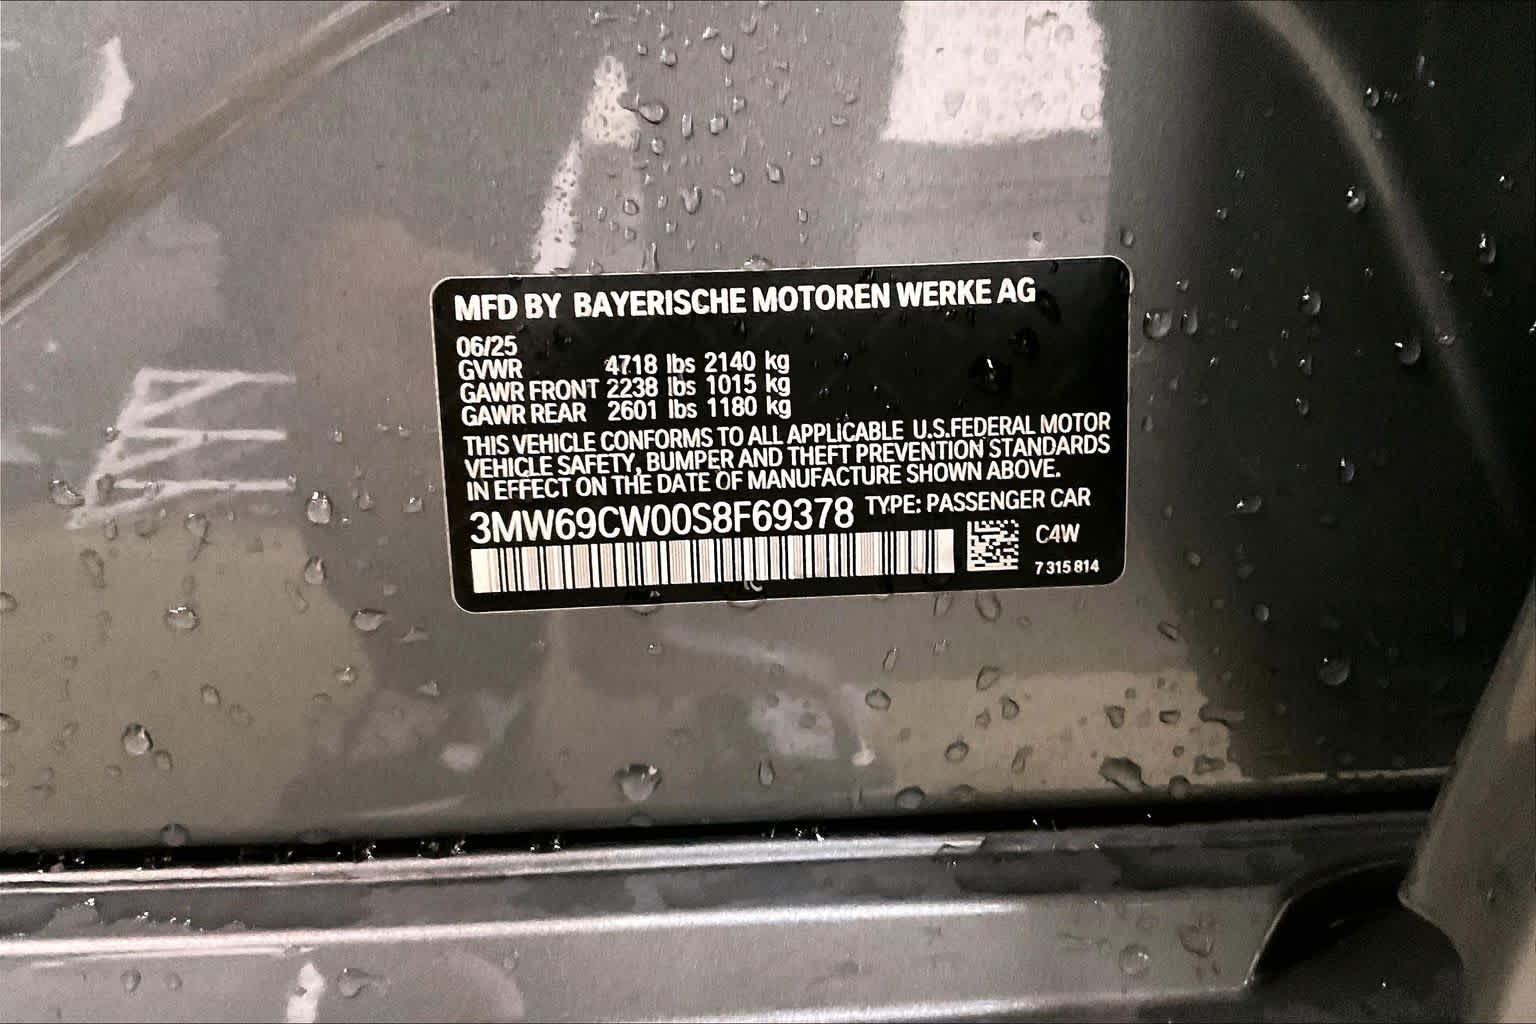 MFD BY BAYERISCHE MOTOREN WERKE AG
06/25
GVWR 4718 lbs 2140 kg
GAWR FRONT 2238 lbs 1015 kg
GAWR REAR 2601 lbs 1180 kg
THIS VEHICLE CONFORMS TO ALL APPLICABLE U.S.FEDERAL MOTOR
VEHICLE SAFETY, BUMPER AND THEFT PREVENTION STANDARDS
IN EFFECT ON THE DATE OF MANUFACTURE SHOWN ABOVE.
3MW69CW00S8F69378 TYPE: PASSENGER CAR
C4W
7 315 814